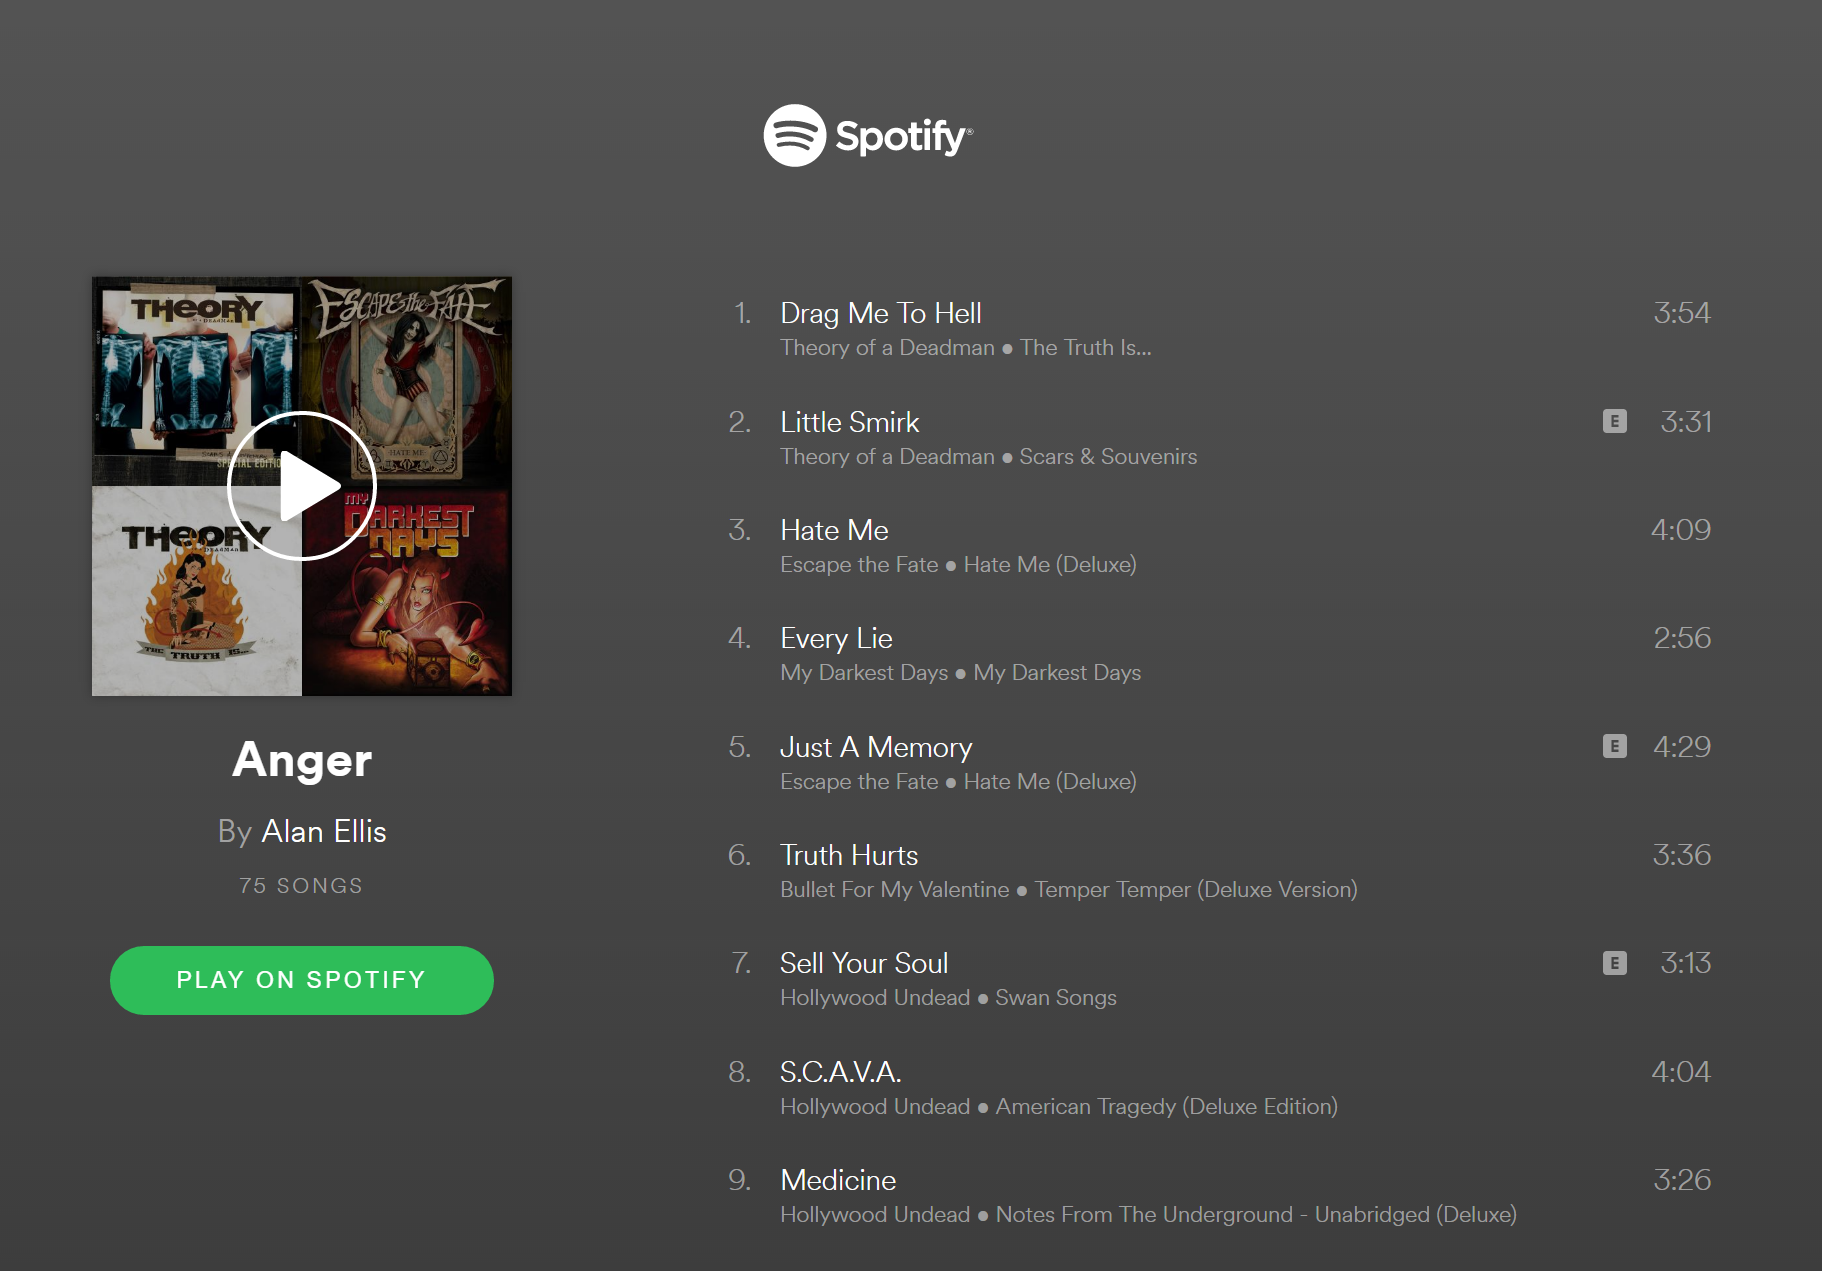 Spotify®
THEORY
OF A DEADMAN
SPECIAL EDITIO
ESCAPE the FATE
HATE ME
THEORY
OF A DEADMAN
THE TRUTH IS...
MY
DARKEST
DAYS
Anger
By Alan Ellis
75 SONGS
PLAY ON SPOTIFY
1. Drag Me To Hell 3:54
Theory of a Deadman ● The Truth Is...
2. Little Smirk E 3:31
Theory of a Deadman ● Scars & Souvenirs
3. Hate Me 4:09
Escape the Fate ● Hate Me (Deluxe)
4. Every Lie 2:56
My Darkest Days ● My Darkest Days
5. Just A Memory E 4:29
Escape the Fate ● Hate Me (Deluxe)
6. Truth Hurts 3:36
Bullet For My Valentine ● Temper Temper (Deluxe Version)
7. Sell Your Soul E 3:13
Hollywood Undead ● Swan Songs
8. S.C.A.V.A. 4:04
Hollywood Undead ● American Tragedy (Deluxe Edition)
9. Medicine 3:26
Hollywood Undead ● Notes From The Underground - Unabridged (Deluxe)